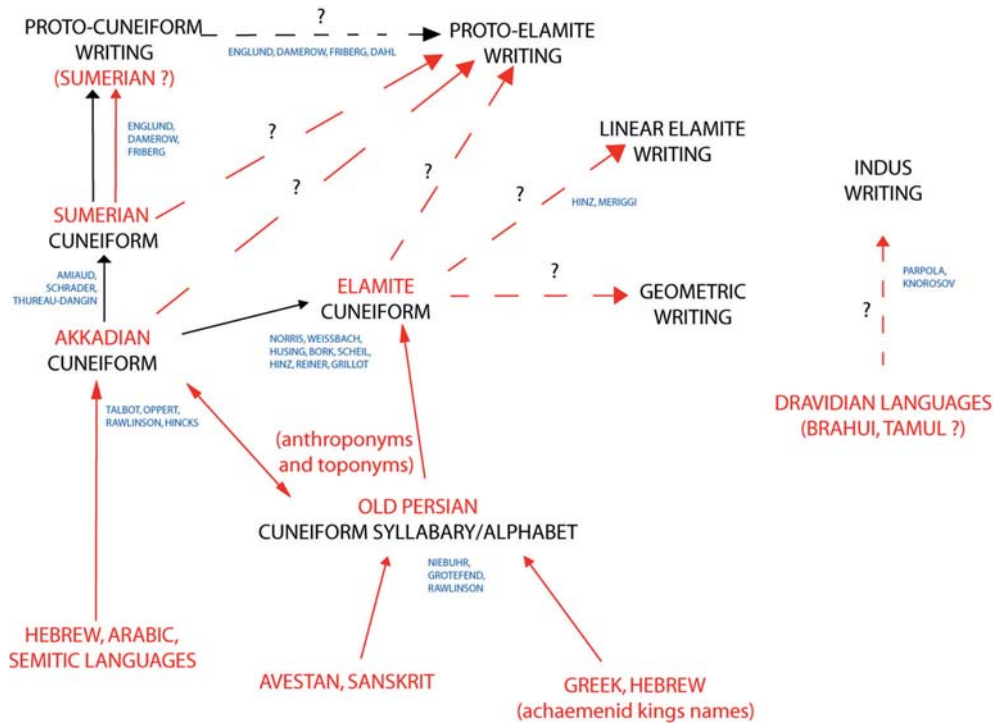 PROTO-CUNEIFORM
WRITING
(SUMERIAN ?)
?
ENGLUND, DAMEROW, FRIBERG, DAHL
PROTO-ELAMITE
WRITING
ENGLUND,
DAMEROW,
FRIBERG
?
?
?
LINEAR ELAMITE
WRITING
?
HINZ, MERIGGI
INDUS
WRITING
SUMERIAN
CUNEIFORM
AMIAUD,
SCHRADER,
THUREAU-DANGIN
ELAMITE
CUNEIFORM
?
GEOMETRIC
WRITING
PARPOLA,
KNOROSOV
?
AKKADIAN
CUNEIFORM
NORRIS, WEISSBACH,
HUSING, BORK, SCHEIL,
HINZ, REINER, GRILLOT
TALBOT, OPPERT,
RAWLINSON, HINCKS
DRAVIDIAN LANGUAGES
(BRAHUI, TAMUL ?)
(anthroponyms
and toponyms)
OLD PERSIAN
CUNEIFORM SYLLABARY/ALPHABET
NIEBUHR,
GROTEFEND,
RAWLINSON
HEBREW, ARABIC,
SEMITIC LANGUAGES
AVESTAN, SANSKRIT
GREEK, HEBREW
(achaemenid kings names)